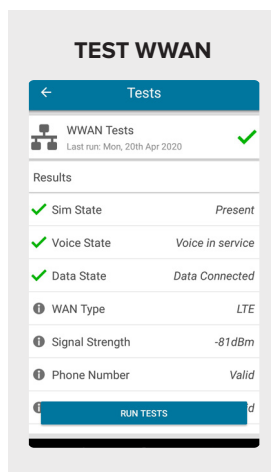 TEST WWAN
Tests
WWAN Tests
Last run: Mon, 20th Apr 2020
Results
Sim State Present
Voice State Voice in service
Data State Data Connected
WAN Type LTE
Signal Strength -81dBm
Phone Number Valid
RUN TESTS